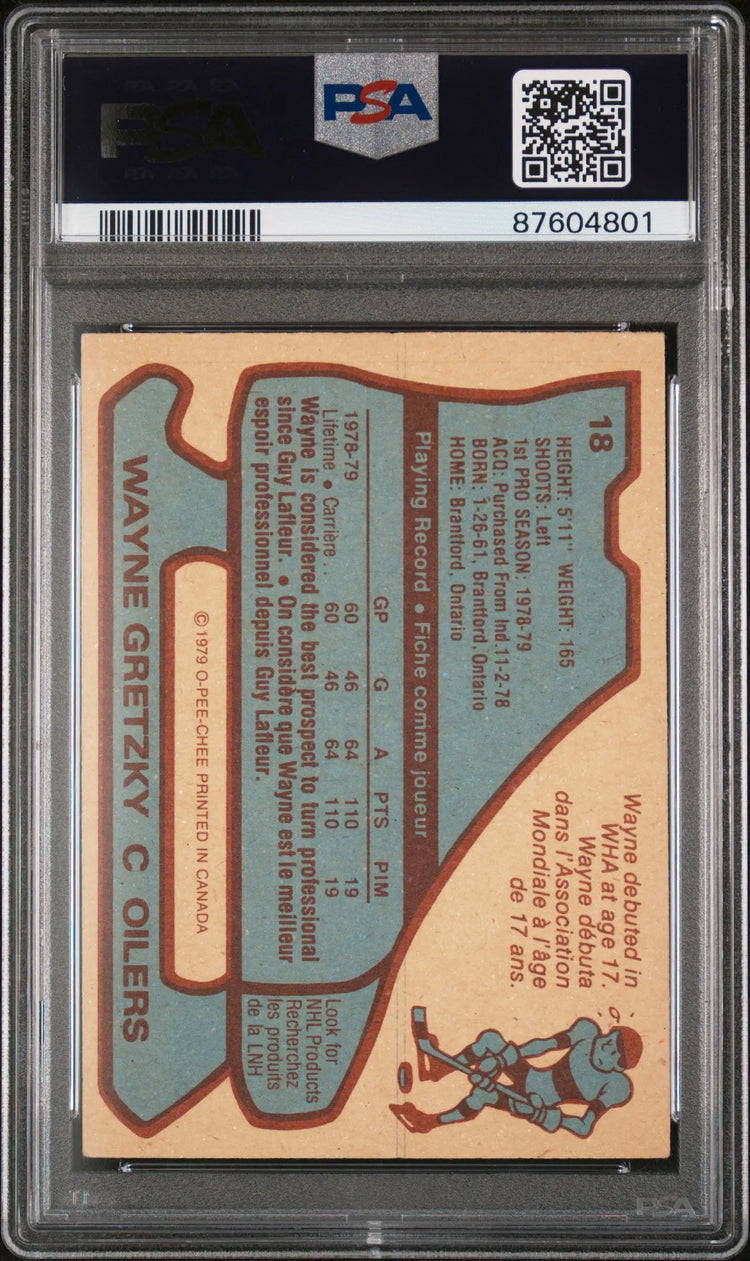 PSA
PSA
87604801
18
HEIGHT: 5'11" WEIGHT: 165
SHOOTS: Left
1st PRO SEASON: 1978-79
ACQ: Purchased From Ind. 11-2-78
BORN: 1-26-61, Brantford, Ontario
HOME: Brantford, Ontario
Wayne debuted in
WHA at age 17.
Wayne débuta
dans l'Association
Mondiale à l'âge
de 17 ans.
Playing Record • Fiche comme joueur
GP G A PTS PIM
1978-79 60 46 64 110 19
Lifetime • Carrière.. 60 46 64 110 19
Wayne is considered the best prospect to turn professional
since Guy Lafleur. • On considère que Wayne est le meilleur
espoir professionnel depuis Guy Lafleur.
Look for
NHL Products
Recherchez
les produits
de la LNH
© 1979 O-PEE-CHEE PRINTED IN CANADA
WAYNE GRETZKY C OILERS
PSA